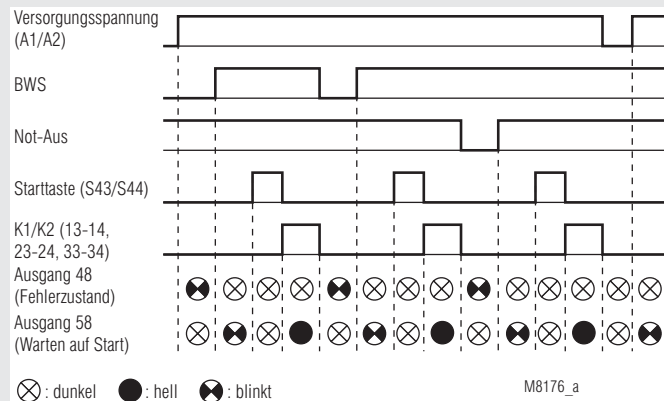 Versorgungsspannung
(A1/A2)
BWS
Not-Aus
Starttaste (S43/S44)
K1/K2 (13-14,
23-24, 33-34)
Ausgang 48
(Fehlerzustand)
Ausgang 58
(Warten auf Start)
: dunkel : hell : blinkt
M8176_a